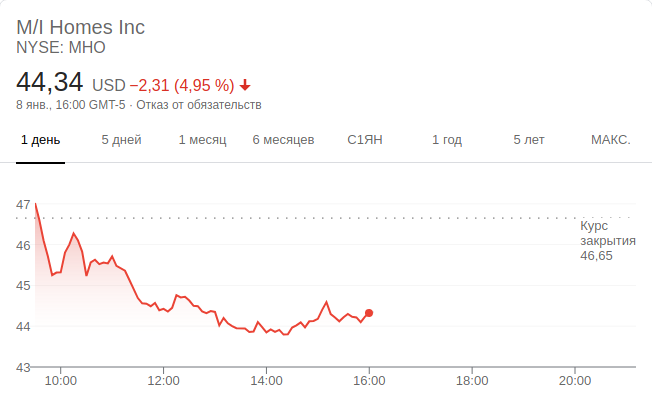 M/I Homes Inc
NYSE: MHO
44,34 USD −2,31 (4,95 %)
8 янв., 16:00 GMT-5 · Отказ от обязательств
1 день 5 дней 1 месяц 6 месяцев С1ЯН 1 год 5 лет МАКС.
47
Курс
закрытия
46,65
46
45
44
43
10:00 12:00 14:00 16:00 18:00 20:00